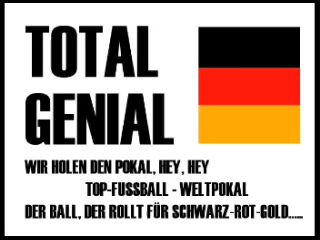 TOTAL
GENIAL
WIR HOLEN DEN POKAL, HEY, HEY
TOP-FUSSBALL - WELTPOKAL
DER BALL, DER ROLLT FÜR SCHWARZ-ROT-GOLD.....